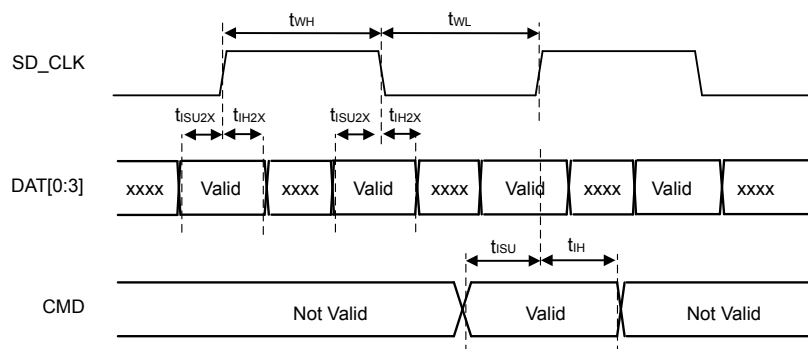 tWH tWL
SD_CLK
tISU2X tIH2X tISU2X tIH2X
DAT[0:3] xxxx Valid xxxx Valid xxxx Valid xxxx Valid xxxx
tISU tIH
CMD Not Valid Valid Not Valid